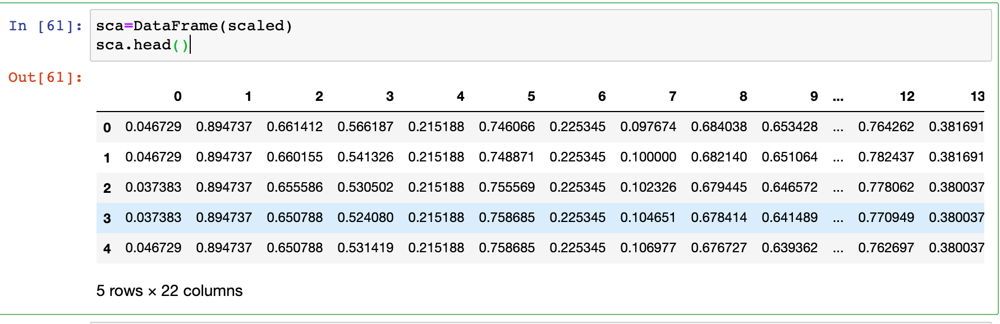 In [61]: sca=DataFrame(scaled)
sca.head()
Out[61]:
0 1 2 3 4 5 6 7 8 9 ... 12 13
0 0.046729 0.894737 0.661412 0.566187 0.215188 0.746066 0.225345 0.097674 0.684038 0.653428 ... 0.764262 0.381691
1 0.046729 0.894737 0.660155 0.541326 0.215188 0.748871 0.225345 0.100000 0.682140 0.651064 ... 0.782437 0.381691
2 0.037383 0.894737 0.655586 0.530502 0.215188 0.755569 0.225345 0.102326 0.679445 0.646572 ... 0.778062 0.380037
3 0.037383 0.894737 0.650788 0.524080 0.215188 0.758685 0.225345 0.104651 0.678414 0.641489 ... 0.770949 0.380037
4 0.046729 0.894737 0.650788 0.531419 0.215188 0.758685 0.225345 0.106977 0.676727 0.639362 ... 0.762697 0.380037
5 rows × 22 columns